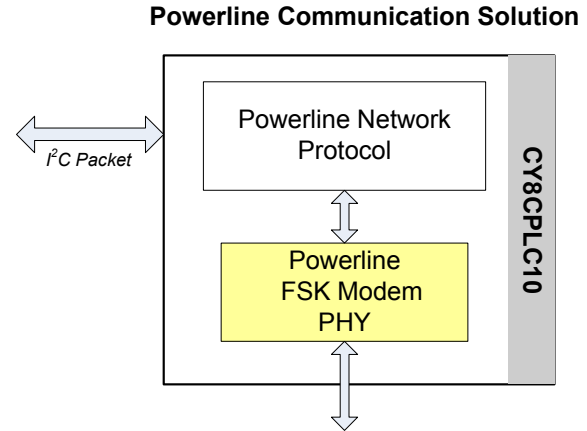 Powerline Communication Solution
Powerline Network
Protocol
I²C Packet
CY8CPLC10
Powerline
FSK Modem
PHY